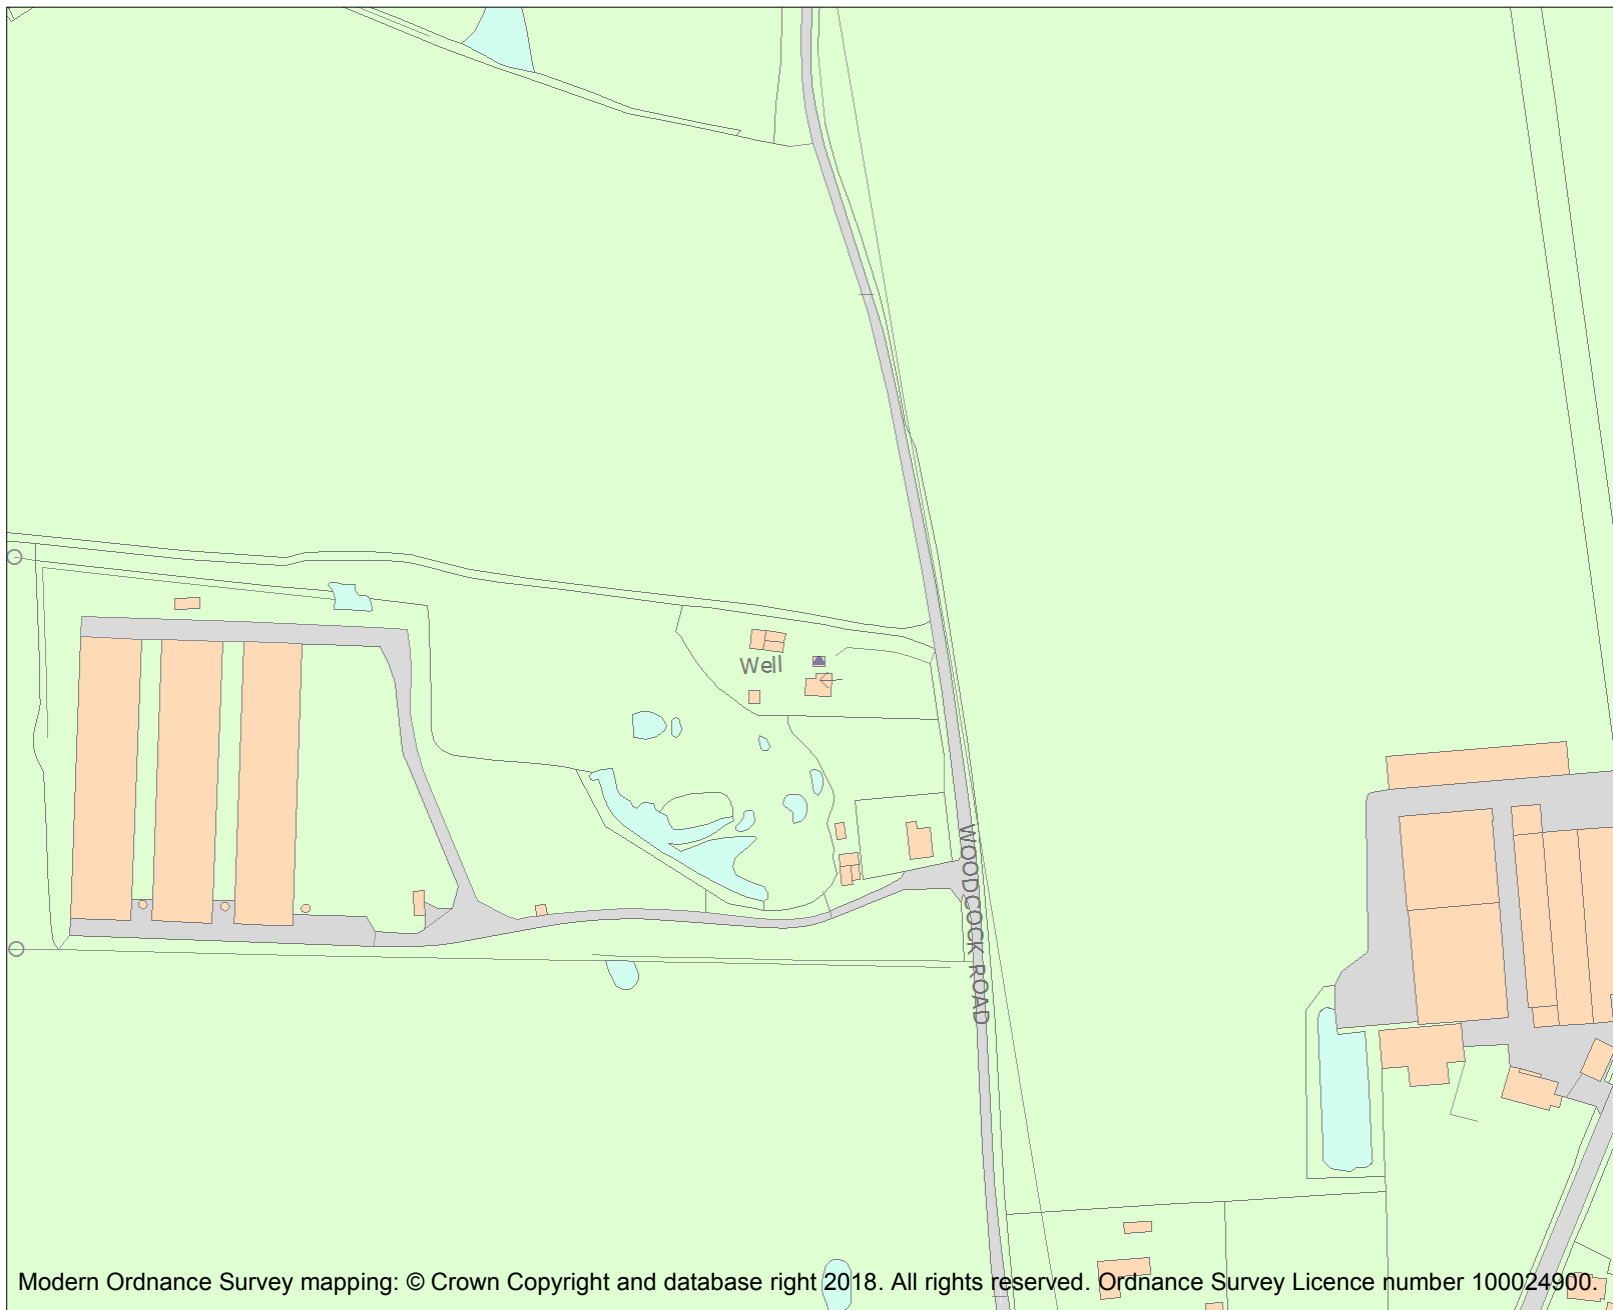 Well
WOODCOCK ROAD
Modern Ordnance Survey mapping: © Crown Copyright and database right 2018. All rights reserved. Ordnance Survey Licence number 100024900.